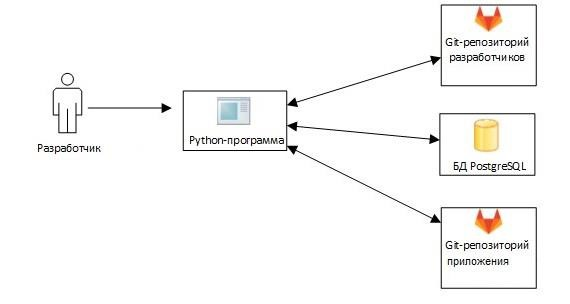 Git-репозиторий
разработчиков
Разработчик
Python-программа
БД PostgreSQL
Git-репозиторий
приложения